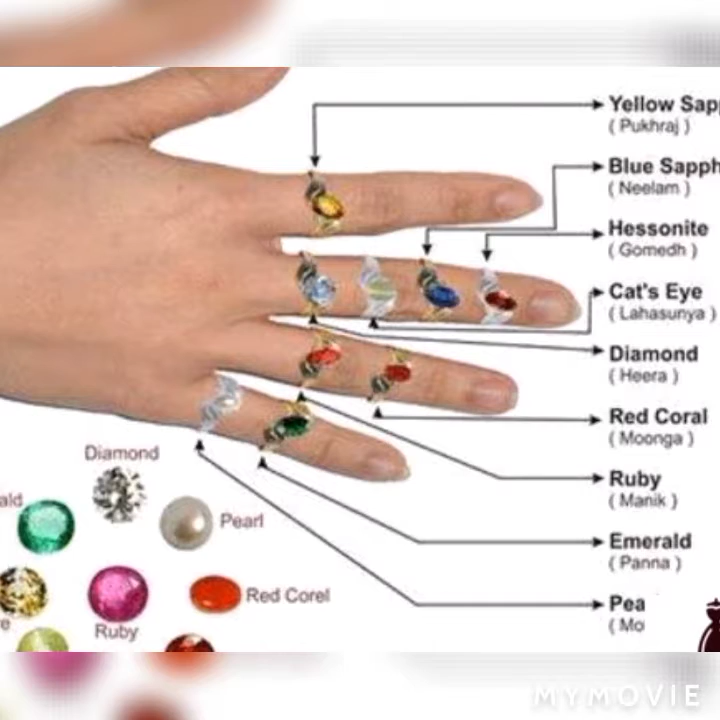 Yellow Sapp
( Pukhraj )
Blue Sapph
( Neelam )
Hessonite
( Gomedh )
Cat's Eye
( Lahasunya )
Diamond
( Heera )
Red Coral
( Moonga )
Ruby
( Manik )
Emerald
( Panna )
Pea
( Mo
Diamond
ald
Pearl
Red Corel
re
Ruby
MYMOVIE